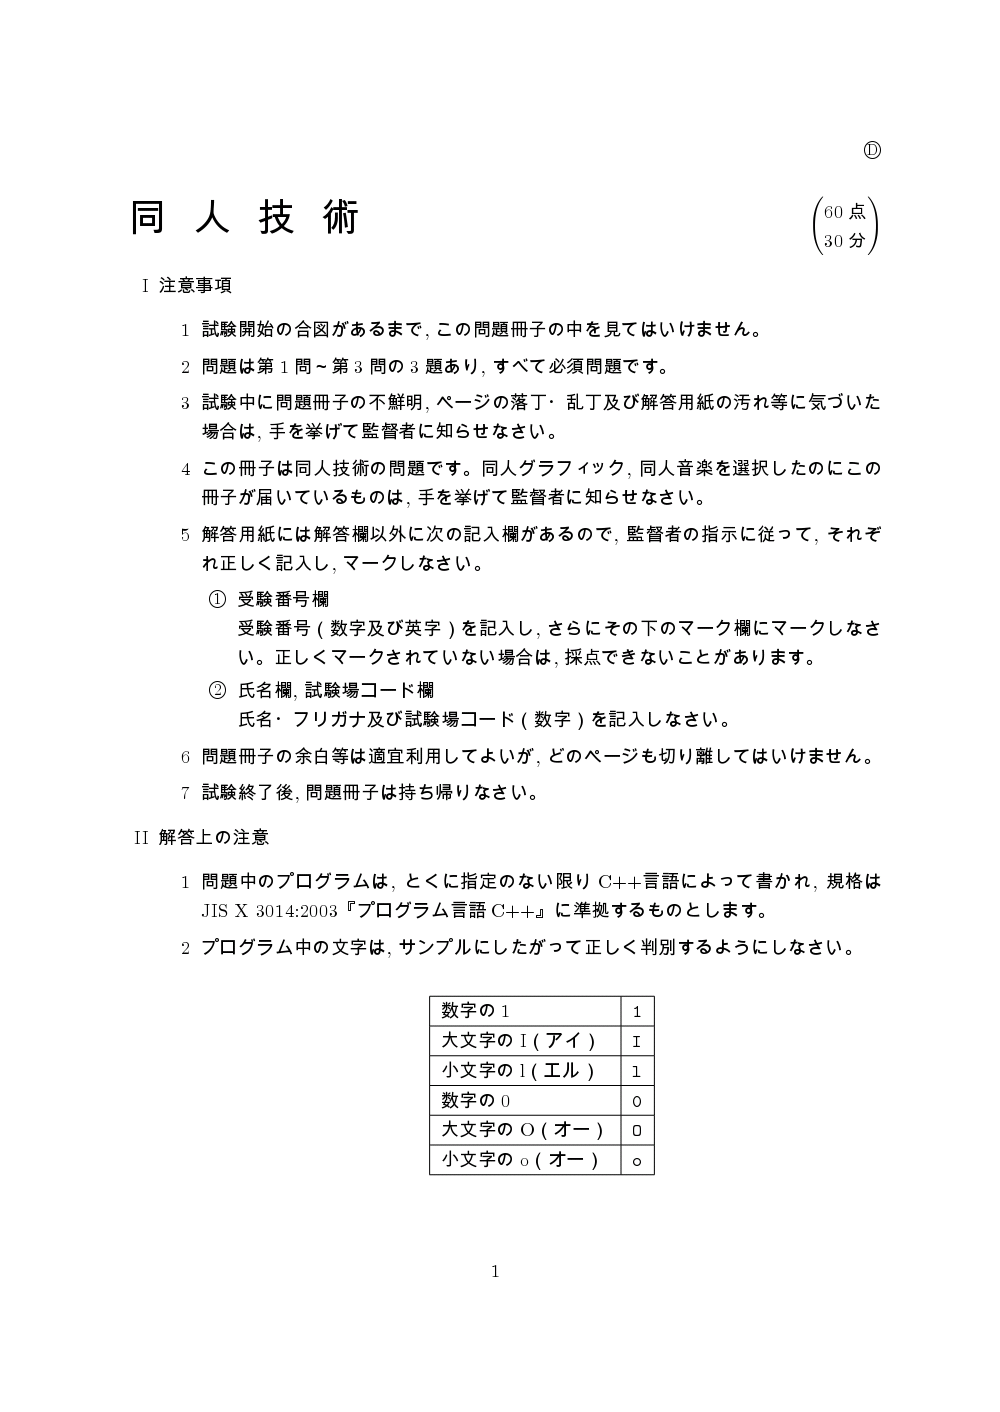 Ⓓ
同人技術
60 点
30 分
I 注意事項
1 試験開始の合図があるまで, この問題冊子の中を見てはいけません。
2 問題は第 1 問～第 3 問の 3 題あり, すべて必須問題です。
3 試験中に問題冊子の不鮮明, ページの落丁・乱丁及び解答用紙の汚れ等に気づいた
場合は, 手を挙げて監督者に知らせなさい。
4 この冊子は同人技術の問題です。同人グラフィック, 同人音楽を選択したのにこの
冊子が届いているものは, 手を挙げて監督者に知らせなさい。
5 解答用紙には解答欄以外に次の記入欄があるので, 監督者の指示に従って, それぞ
れ正しく記入し, マークしなさい。
① 受験番号欄
受験番号 ( 数字及び英字 ) を記入し, さらにその下のマーク欄にマークしなさ
い。正しくマークされていない場合は, 採点できないことがあります。
② 氏名欄, 試験場コード欄
氏名・フリガナ及び試験場コード ( 数字 ) を記入しなさい。
6 問題冊子の余白等は適宜利用してよいが, どのページも切り離してはいけません。
7 試験終了後, 問題冊子は持ち帰りなさい。
II 解答上の注意
1 問題中のプログラムは, とくに指定のない限り C++言語によって書かれ, 規格は
JIS X 3014:2003『プログラム言語 C++』に準拠するものとします。
2 プログラム中の文字は, サンプルにしたがって正しく判別するようにしなさい。
数字の 1 1
大文字の I ( アイ ) I
小文字の l ( エル ) l
数字の 0 0
大文字の O ( オー ) O
小文字の o ( オー ) o
1